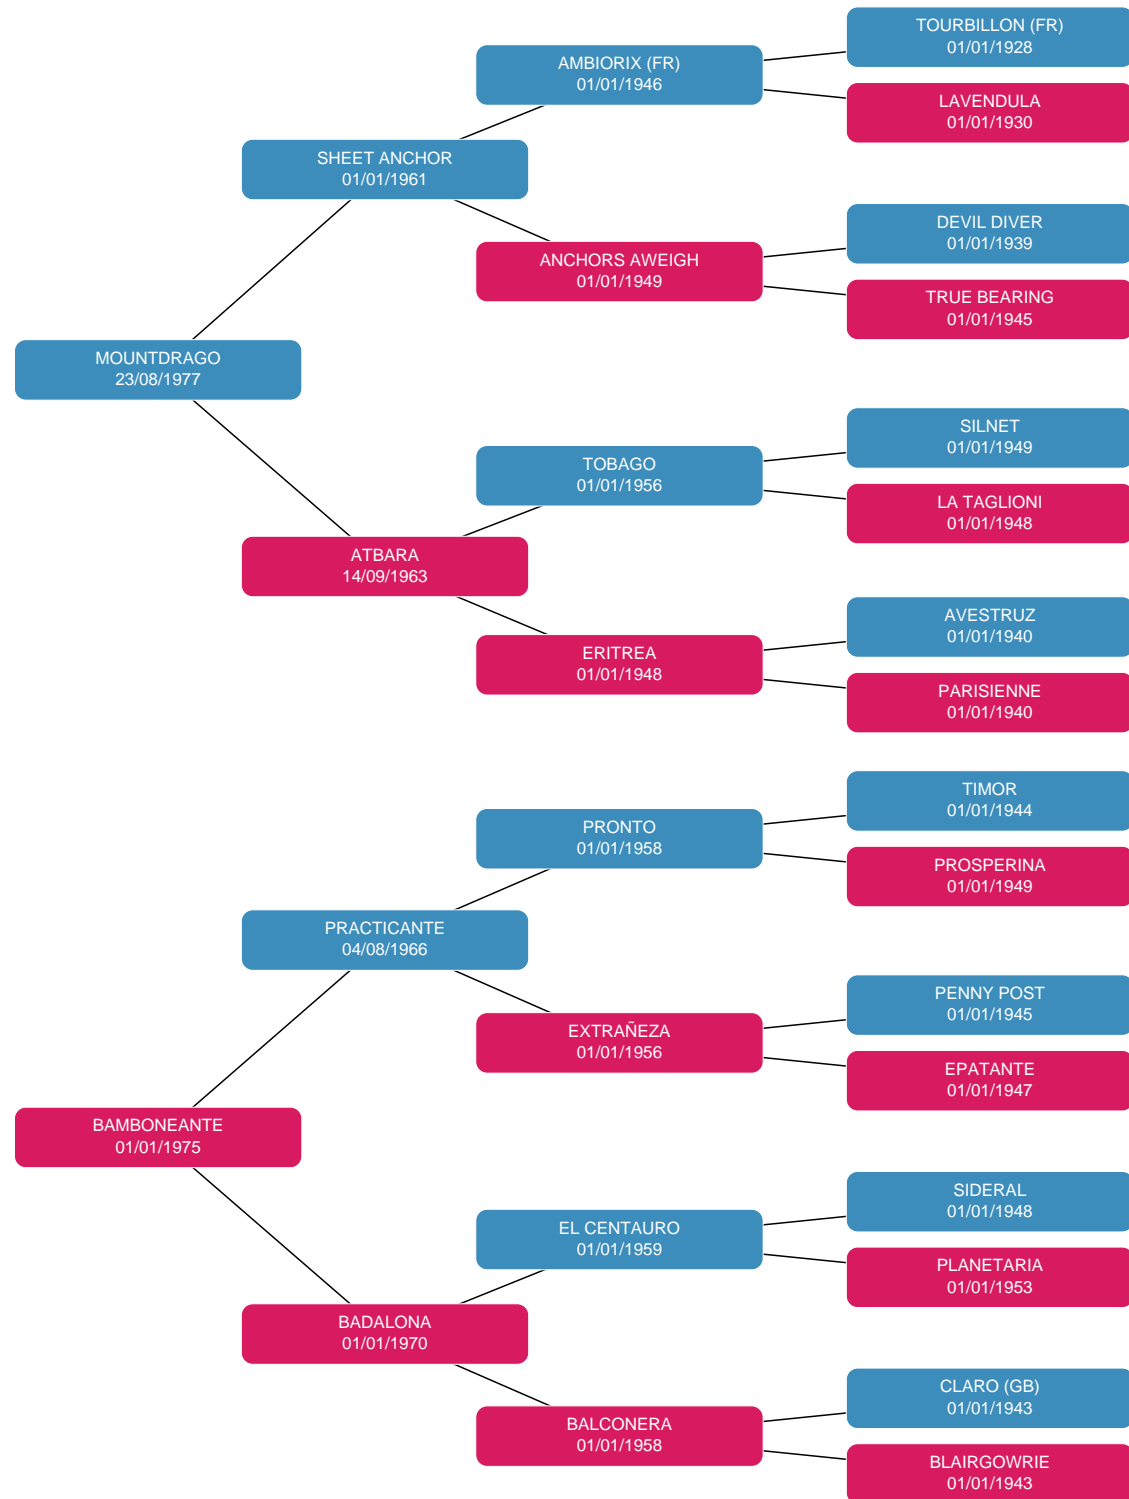 TOURBILLON (FR)
01/01/1928
AMBIORIX (FR)
01/01/1946
LAVENDULA
01/01/1930
SHEET ANCHOR
01/01/1961
DEVIL DIVER
01/01/1939
ANCHORS AWEIGH
01/01/1949
TRUE BEARING
01/01/1945
MOUNTDRAGO
23/08/1977
SILNET
01/01/1949
TOBAGO
01/01/1956
LA TAGLIONI
01/01/1948
ATBARA
14/09/1963
AVESTRUZ
01/01/1940
ERITREA
01/01/1948
PARISIENNE
01/01/1940
TIMOR
01/01/1944
PRONTO
01/01/1958
PROSPERINA
01/01/1949
PRACTICANTE
04/08/1966
PENNY POST
01/01/1945
EXTRAÑEZA
01/01/1956
EPATANTE
01/01/1947
BAMBONEANTE
01/01/1975
SIDERAL
01/01/1948
EL CENTAURO
01/01/1959
PLANETARIA
01/01/1953
BADALONA
01/01/1970
CLARO (GB)
01/01/1943
BALCONERA
01/01/1958
BLAIRGOWRIE
01/01/1943